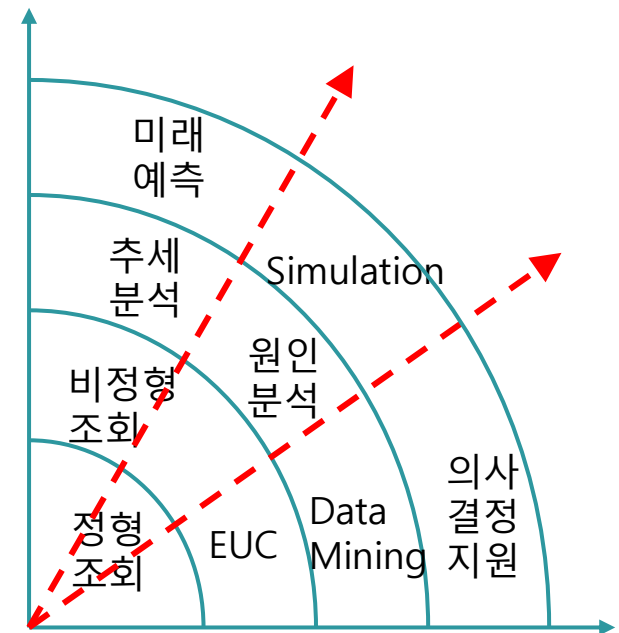 미래
예측
추세
분석
Simulation
원인
분석
비정형
조회
정형
조회
EUC
Data
Mining
의사
결정
지원